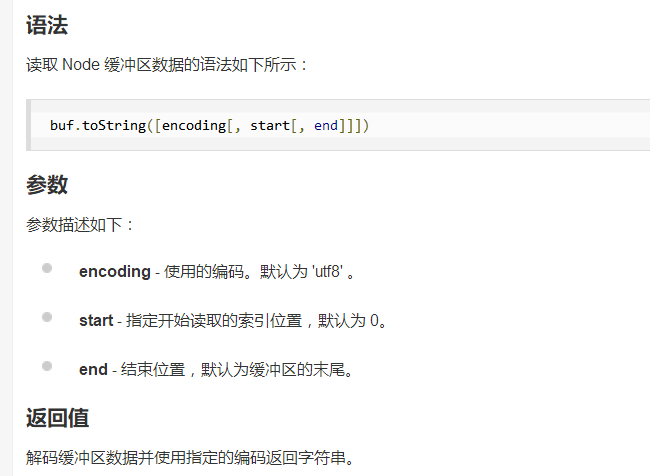 语法
读取 Node 缓冲区数据的语法如下所示：
buf.toString([encoding[, start[, end]]])
参数
参数描述如下：
encoding - 使用的编码。默认为 'utf8' 。
start - 指定开始读取的索引位置，默认为 0。
end - 结束位置，默认为缓冲区的末尾。
返回值
解码缓冲区数据并使用指定的编码返回字符串。